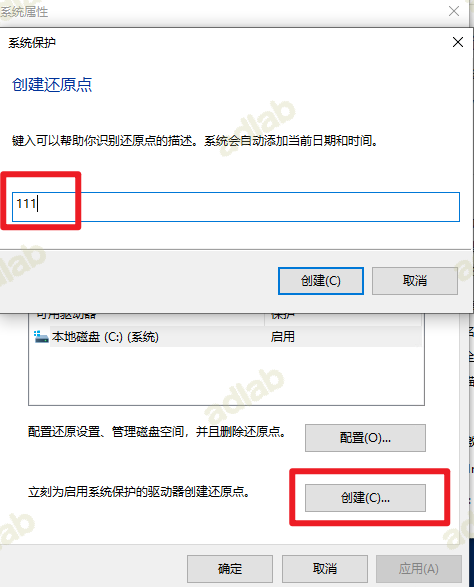 系统属性
系统保护
创建还原点
键入可以帮助你识别还原点的描述。系统会自动添加当前日期和时间。
111
创建(C)
取消
可用驱动器
保护
本地磁盘 (C:) (系统)
启用
配置还原设置、管理磁盘空间，并且删除还原点。
配置(O)...
立刻为启用系统保护的驱动器创建还原点。
创建(C)...
确定
取消
应用(A)
adlab
adlab
adlab
adlab
adlab